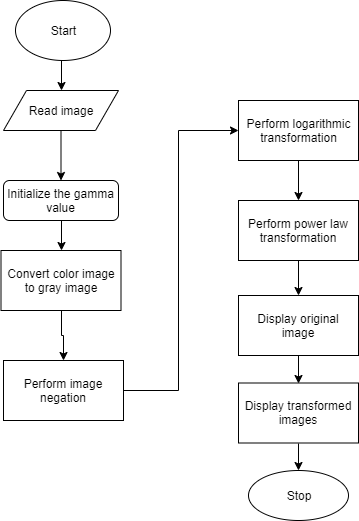 Start
Read image
Initialize the gamma
value
Convert color image
to gray image
Perform image
negation
Perform logarithmic
transformation
Perform power law
transformation
Display original
image
Display transformed
images
Stop